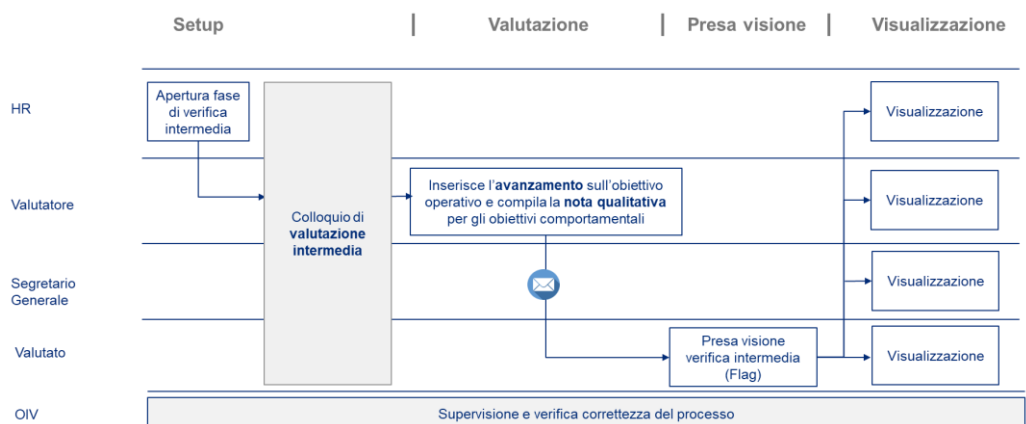 Setup | Valutazione | Presa visione | Visualizzazione
HR
Apertura fase
di verifica
intermedia
Visualizzazione
Valutatore
Colloquio di
valutazione
intermedia
Inserisce l'avanzamento sull'obiettivo
operativo e compila la nota qualitativa
per gli obiettivi comportamentali
Visualizzazione
Segretario
Generale
Visualizzazione
Valutato
Presa visione
verifica intermedia
(Flag)
Visualizzazione
OIV
Supervisione e verifica correttezza del processo